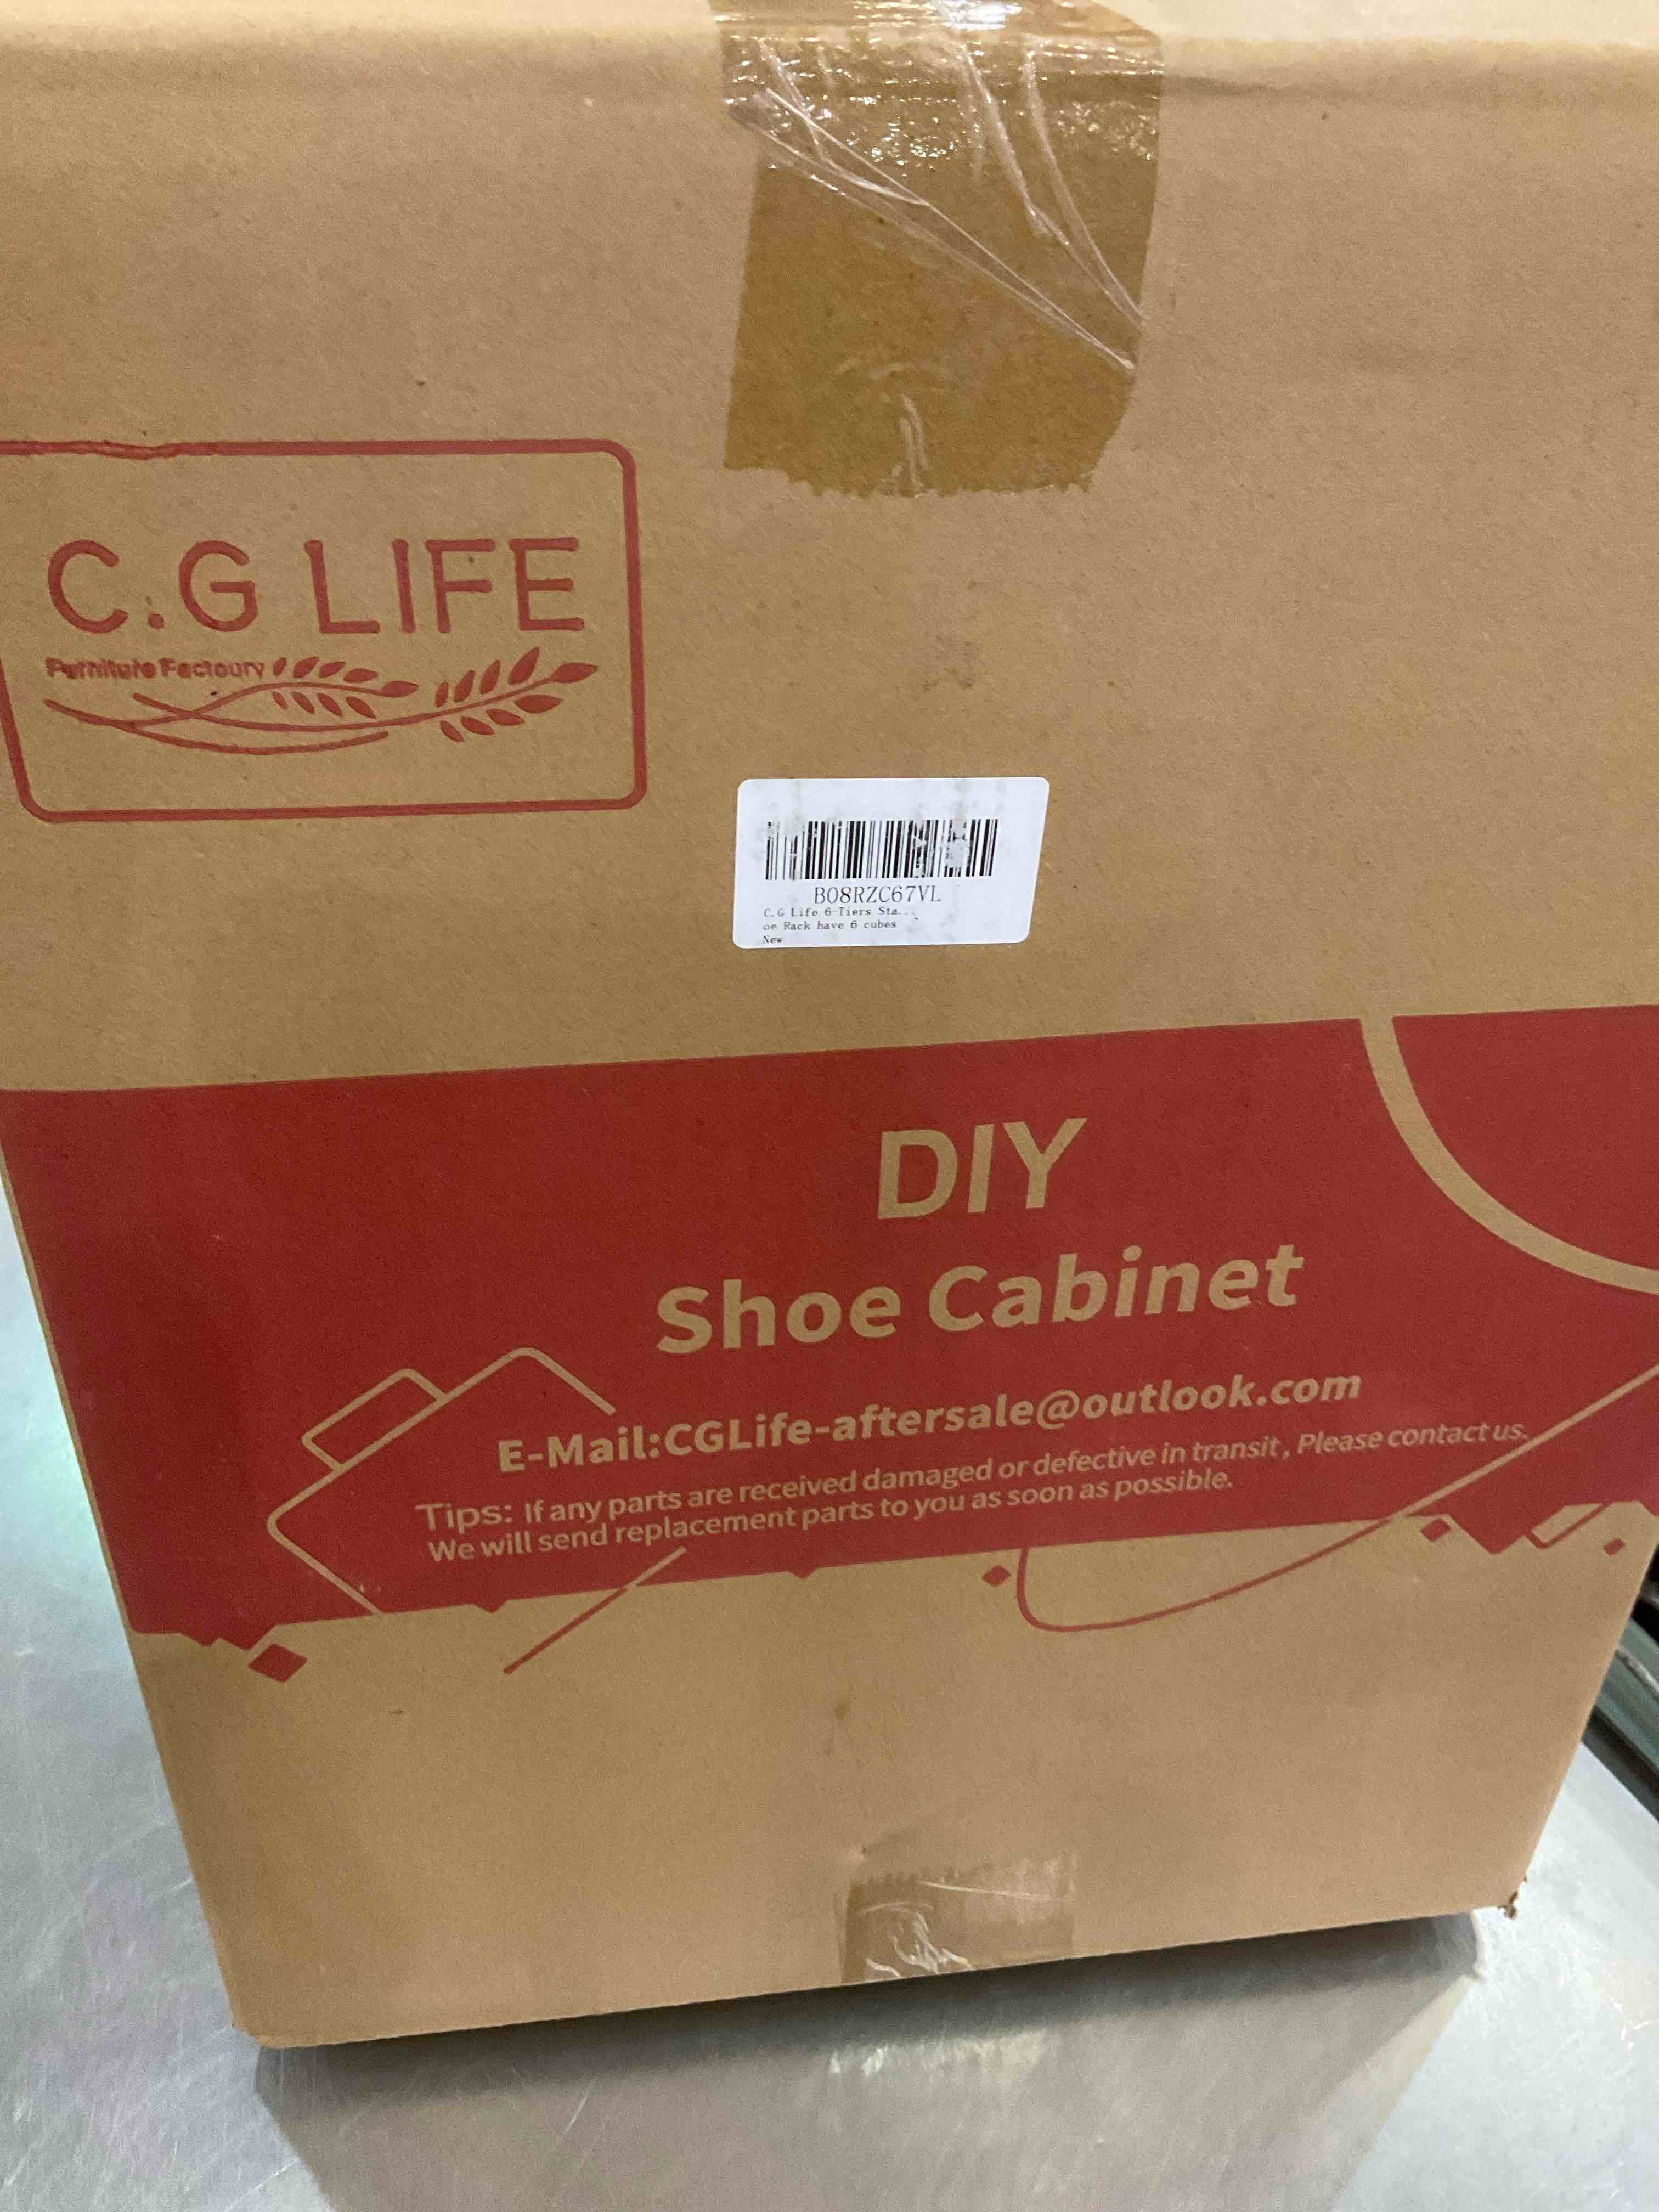 C.G LIFE
Furniture Factoury
B08RZC67VL
C.G Life 6-Tiers Sta...
oe Rack have 6 cubes
New
DIY
Shoe Cabinet
E-Mail:CGLife-aftersale@outlook.com
Tips: If any parts are received damaged or defective in transit, Please contact us.
We will send replacement parts to you as soon as possible.